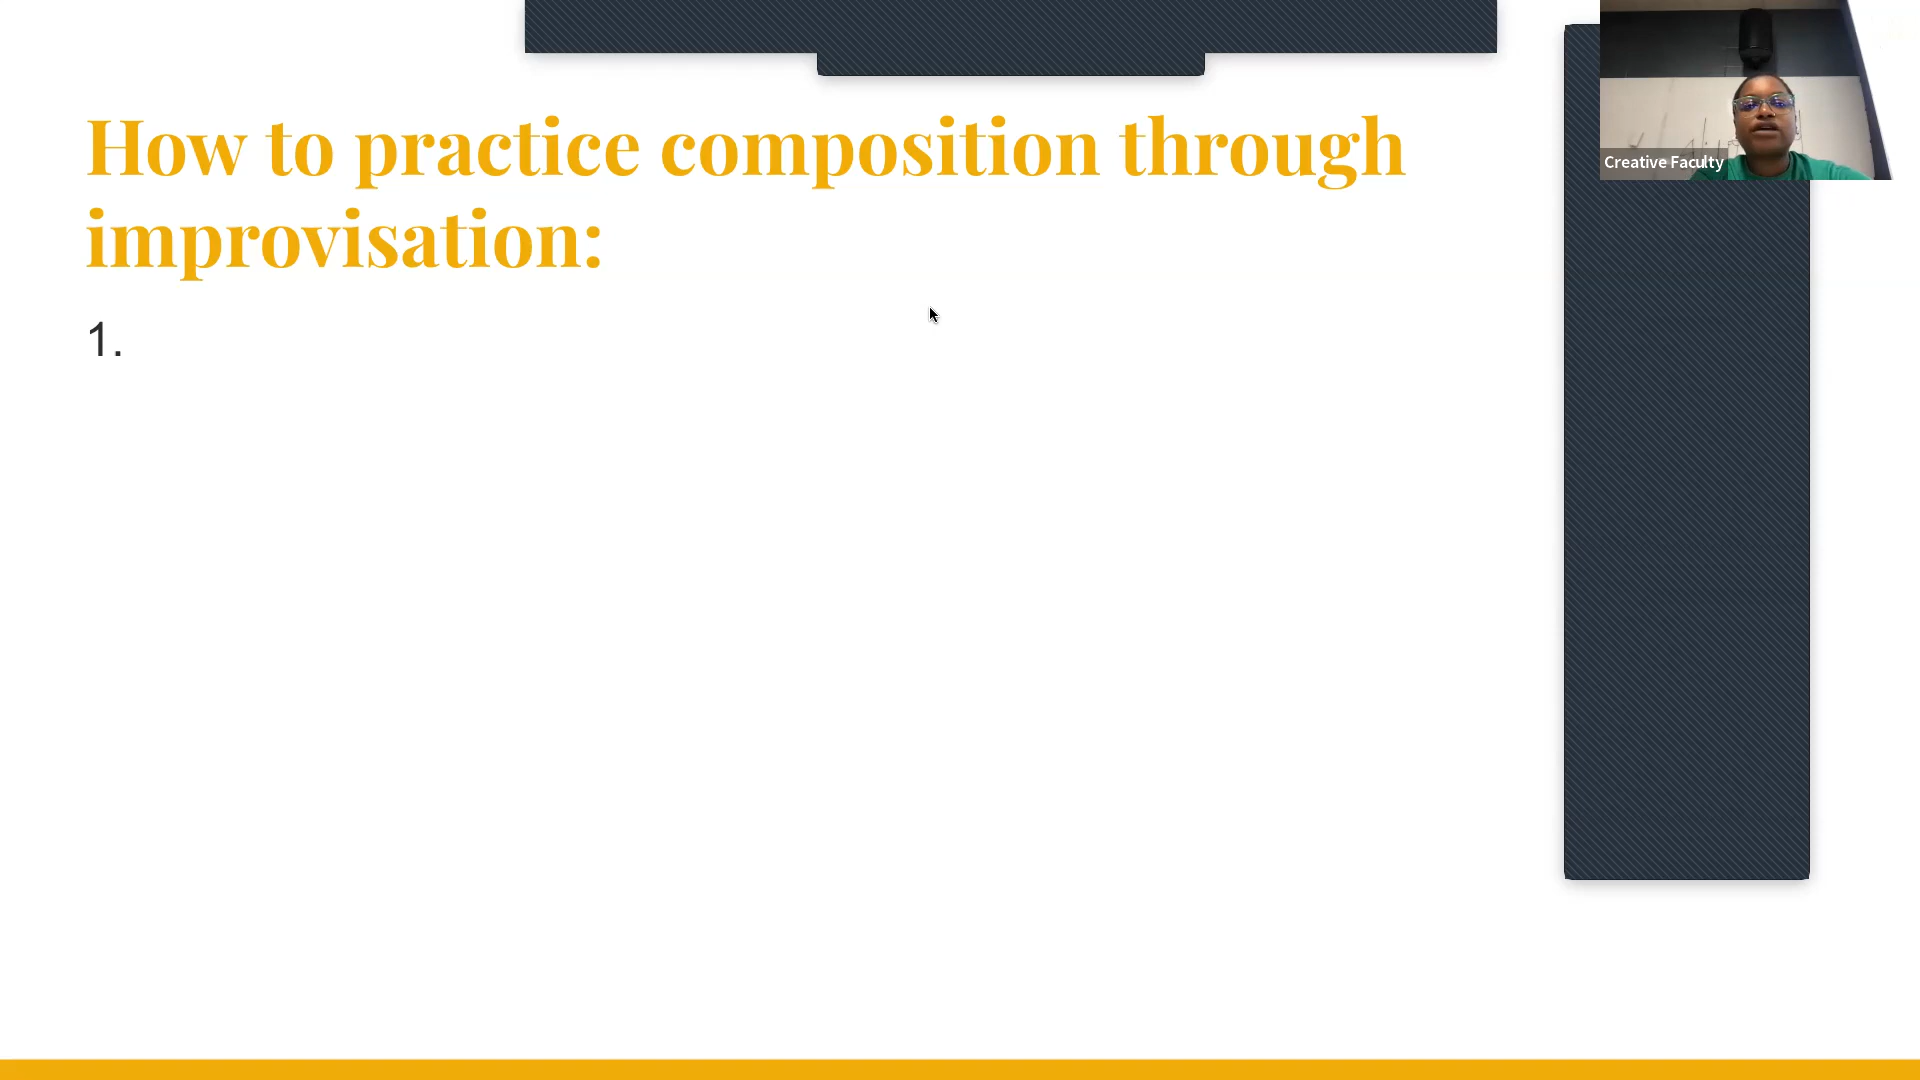 How to practice composition through
improvisation:
1.
Creative Faculty